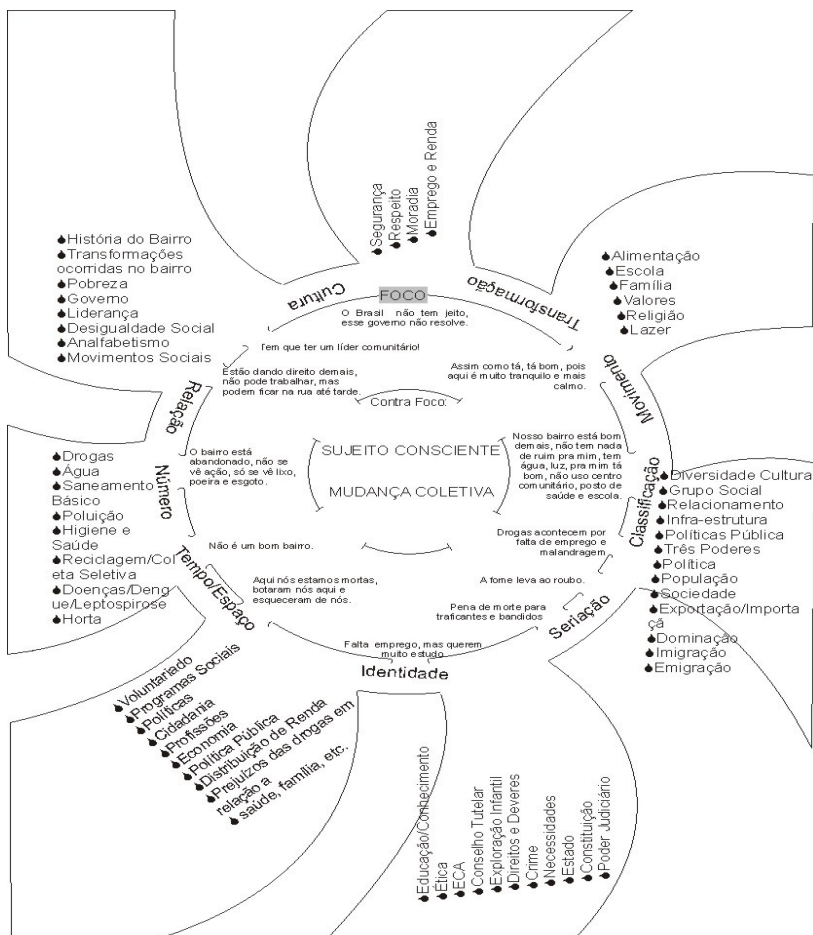 Segurança
Respeito
Moradia
Emprego e Renda
História do Bairro
Transformações
ocorridas no bairro
Pobreza
Governo
Liderança
Desigualdade Social
Analfabetismo
Movimentos Sociais
Alimentação
Escola
Família
Valores
Religião
Lazer
Cultura
FOCO
Transformação
Movimento
Classificação
Seriação
Identidade
Tempo/Espaço
Número
Relação
O Brasil não tem jeito,
esse governo não resolve.
Tem que ter um líder comunitário!
Estão dando direito demais,
não pode trabalhar, mas
podem ficar na rua até tarde.
Assim como tá, tá bom, pois
aqui é muito tranquilo e mais
calmo.
Contra Foco:
SUJEITO CONSCIENTE
MUDANÇA COLETIVA
O bairro está
abandonado, não se
vê ação, só se vê lixo,
poeira e esgoto.
Nosso bairro está bom
demais, não tem nada
de ruim pra mim, tem
água, luz, pra mim tá
bom, não uso centro
comunitário, posto de
saúde e escola.
Não é um bom bairro.
Drogas acontecem por
falta de emprego e
malandragem
Aqui nós estamos mortas,
botaram nós aqui e
esqueceram de nós.
A fome leva ao roubo.
Pena de morte para
traficantes e bandidos
Falta emprego, mas querem
muito estudo
Drogas
Água
Saneamento
Básico
Poluição
Higiene e
Saúde
Reciclagem/Col
eta Seletiva
Doenças/Deng
ue/Leptospirose
Horta
Diversidade Cultura
Grupo Social
Relacionamento
Infra-estrutura
Políticas Pública
Três Poderes
Política
População
Sociedade
Exportação/Importa
çã
Dominação
Imigração
Emigração
Voluntariado
Programas Sociais
Políticas
Cidadania
Profissões
Economia
Política Pública
Distribuição de Renda
Prejuízos das drogas em
relação a
saúde, família, etc.
Educação/Conhecimento
Ética
ECA
Conselho Tutelar
Exploração Infantil
Direitos e Deveres
Crime
Necessidades
Estado
Constituição
Poder Judiciário